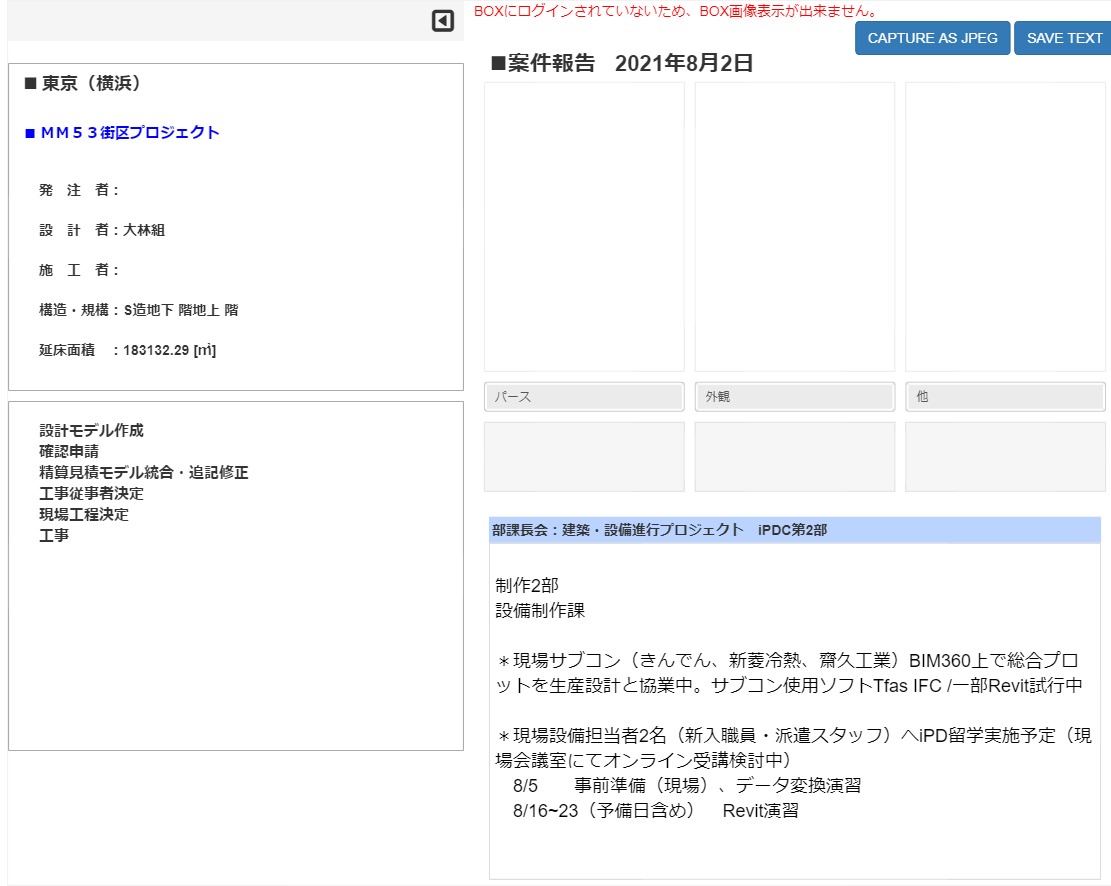 BOXにログインされていないため、BOX画像表示が出来ません。
CAPTURE AS JPEG
SAVE TEXT
■ 東京（横浜）
■ ＭＭ５３街区プロジェクト
発　注　者：
設　計　者：大林組
施　工　者：
構造・規構：S造地下 階地上 階
延床面積　：183132.29 [㎡]
設計モデル作成
確認申請
精算見積モデル統合・追記修正
工事従事者決定
現場工程決定
工事
■案件報告　2021年8月2日
パース
外観
他
部課長会：建築・設備進行プロジェクト　iPDC第2部
制作2部
設備制作課
＊現場サブコン（きんでん、新菱冷熱、齋久工業）BIM360上で総合プロ
ットを生産設計と協業中。サブコン使用ソフトTfas IFC /一部Revit試行中
＊現場設備担当者2名（新入職員・派遣スタッフ）へiPD留学実施予定（現
場会議室にてオンライン受講検討中）
8/5　　事前準備（現場）、データ変換演習
8/16~23（予備日含め）　Revit演習